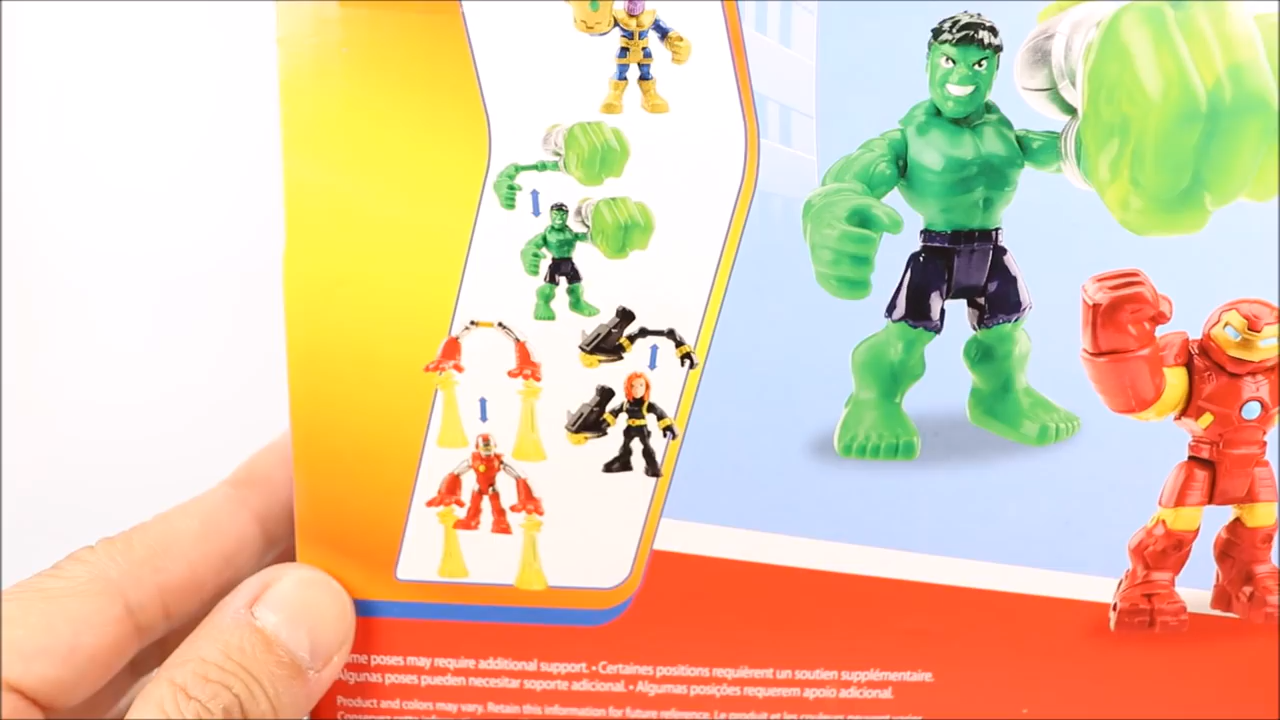 me poses may require additional support. • Certaines positions requièrent un soutien supplémentaire.
Algunas poses pueden necesitar soporte adicional. • Algumas posições requerem apoio adicional.
Product and colors may vary. Retain this information for future reference. Le produit et les couleurs peuvent varier.
Conservez cette